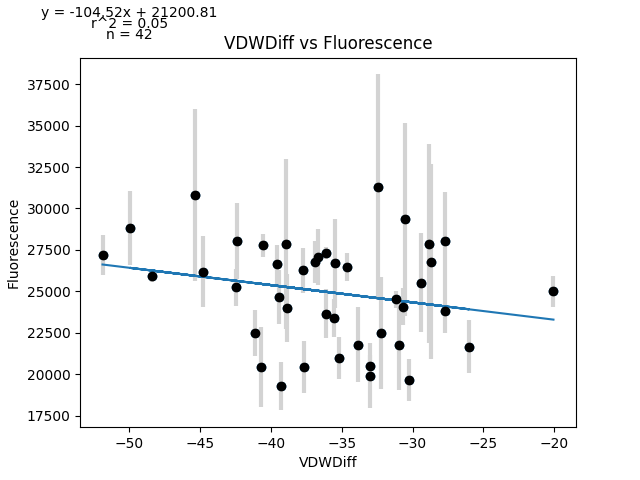 y = -104.52x + 21200.81
r^2 = 0.05
n = 42
VDWDiff vs Fluorescence
Fluorescence
37500
35000
32500
30000
27500
25000
22500
20000
17500
−50
−45
−40
−35
−30
−25
−20
VDWDiff